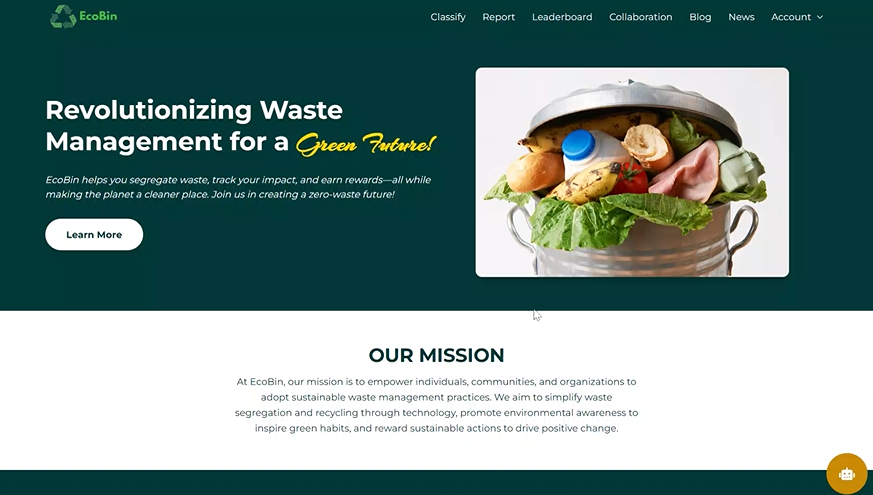 EcoBin
Classify Report Leaderboard Collaboration Blog News Account
Revolutionizing Waste
Management for a Green Future!
EcoBin helps you segregate waste, track your impact, and earn rewards—all while
making the planet a cleaner place. Join us in creating a zero-waste future!
Learn More
OUR MISSION
At EcoBin, our mission is to empower individuals, communities, and organizations to
adopt sustainable waste management practices. We aim to simplify waste
segregation and recycling through technology, promote environmental awareness to
inspire green habits, and reward sustainable actions to drive positive change.